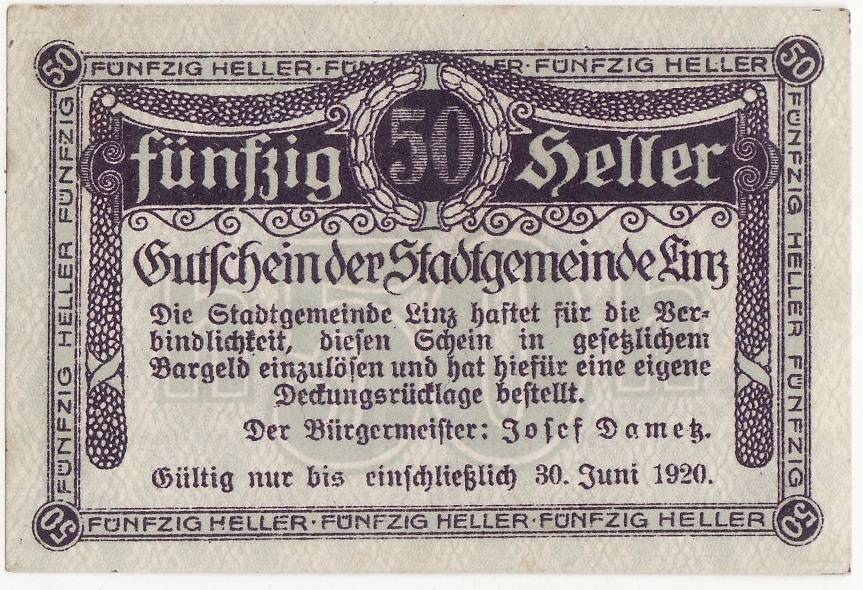 50 FÜNFZIG HELLER · FÜNFZIG HELLER · FÜNFZIG HELLER 50
FÜNFZIG HELLER FÜNFZIG
FÜNFZIG HELLER FÜNFZIG
fünfzig 50 Heller
Gutschein der Stadtgemeinde Linz
Die Stadtgemeinde Linz haftet für die Ver-
bindlichkeit, diesen Schein in gesetzlichem
Bargeld einzulösen und hat hiefür eine eigene
Deckungsrücklage bestellt.
Der Bürgermeister: Josef Dametz.
Gültig nur bis einschließlich 30. Juni 1920.
50 FÜNFZIG HELLER · FÜNFZIG HELLER · FÜNFZIG HELLER 50